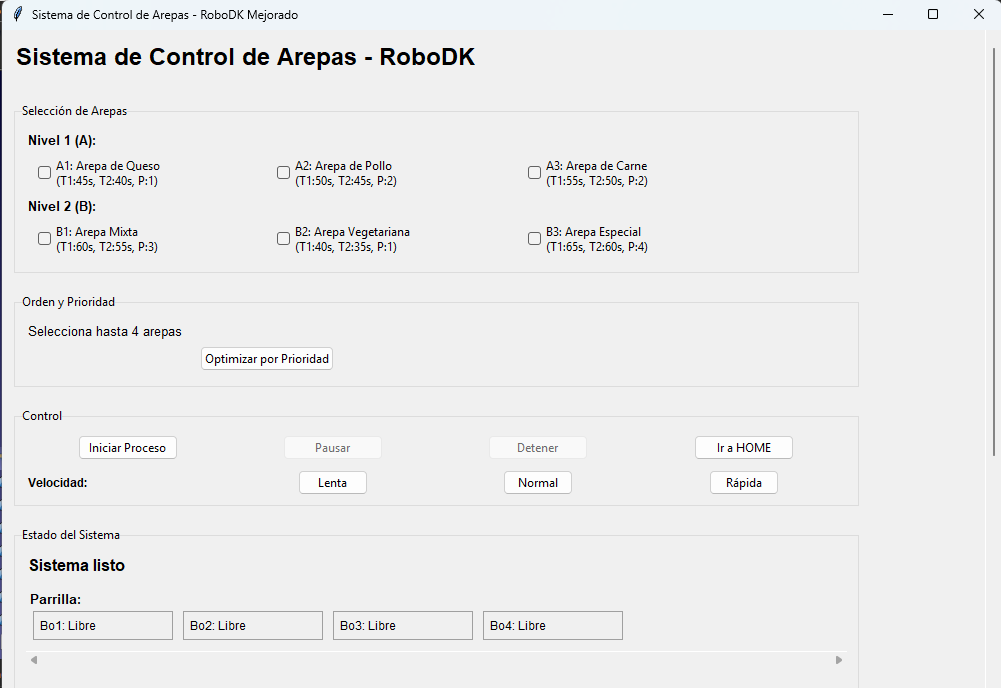 Sistema de Control de Arepas - RoboDK Mejorado
Sistema de Control de Arepas - RoboDK
Selección de Arepas
Nivel 1 (A):
A1: Arepa de Queso
(T1:45s, T2:40s, P:1)
A2: Arepa de Pollo
(T1:50s, T2:45s, P:2)
A3: Arepa de Carne
(T1:55s, T2:50s, P:2)
Nivel 2 (B):
B1: Arepa Mixta
(T1:60s, T2:55s, P:3)
B2: Arepa Vegetariana
(T1:40s, T2:35s, P:1)
B3: Arepa Especial
(T1:65s, T2:60s, P:4)
Orden y Prioridad
Selecciona hasta 4 arepas
Optimizar por Prioridad
Control
Iniciar Proceso
Pausar
Detener
Ir a HOME
Velocidad:
Lenta
Normal
Rápida
Estado del Sistema
Sistema listo
Parrilla:
Bo1: Libre
Bo2: Libre
Bo3: Libre
Bo4: Libre